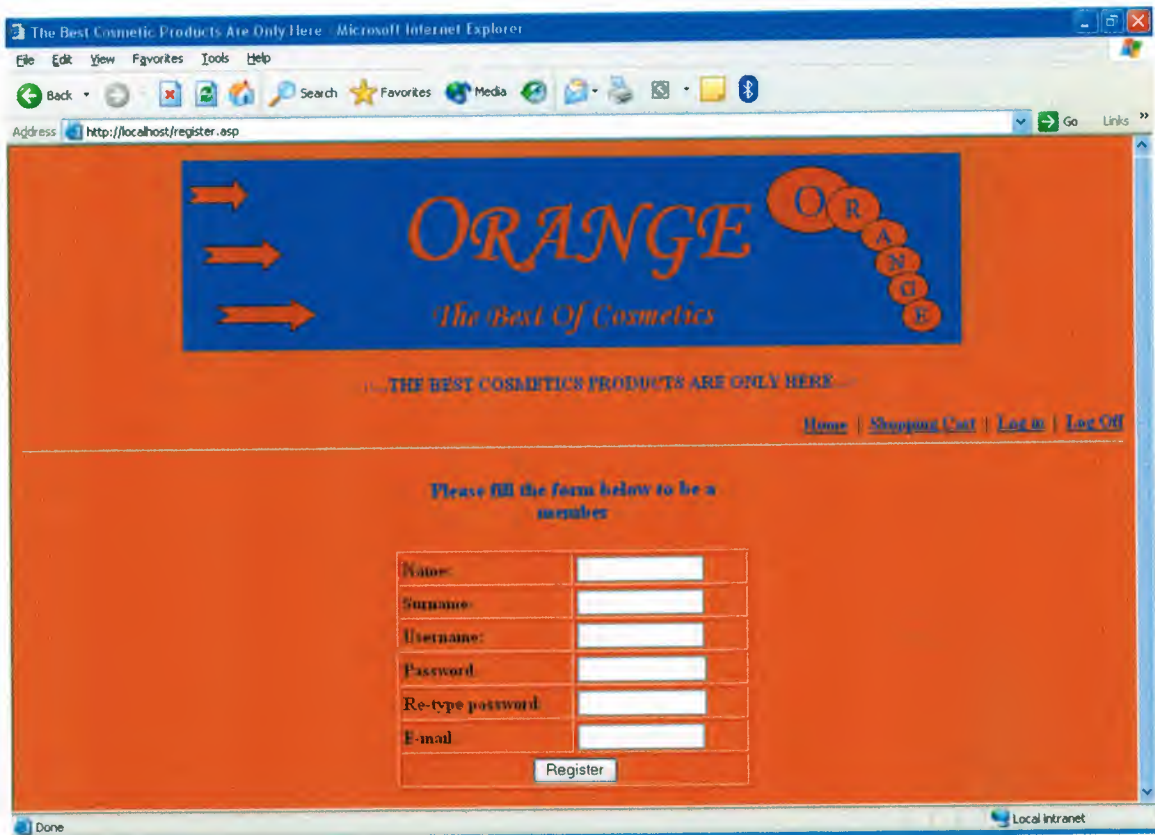 The Best Cosmetic Products Are Only Here - Microsoft Internet Explorer
File Edit View Favorites Tools Help
Back Search Favorites Media
Address http://localhost/register.asp Go Links »
ORANGE ORANGE
The Best Of Cosmetics
...THE BEST COSMETICS PRODUCTS ARE ONLY HERE...
Home | Shopping Cart | Log in | Log Off
Please fill the form below to be a
member
Name:
Surname:
Username:
Password:
Re-type password:
E-mail:
Register
Done Local intranet